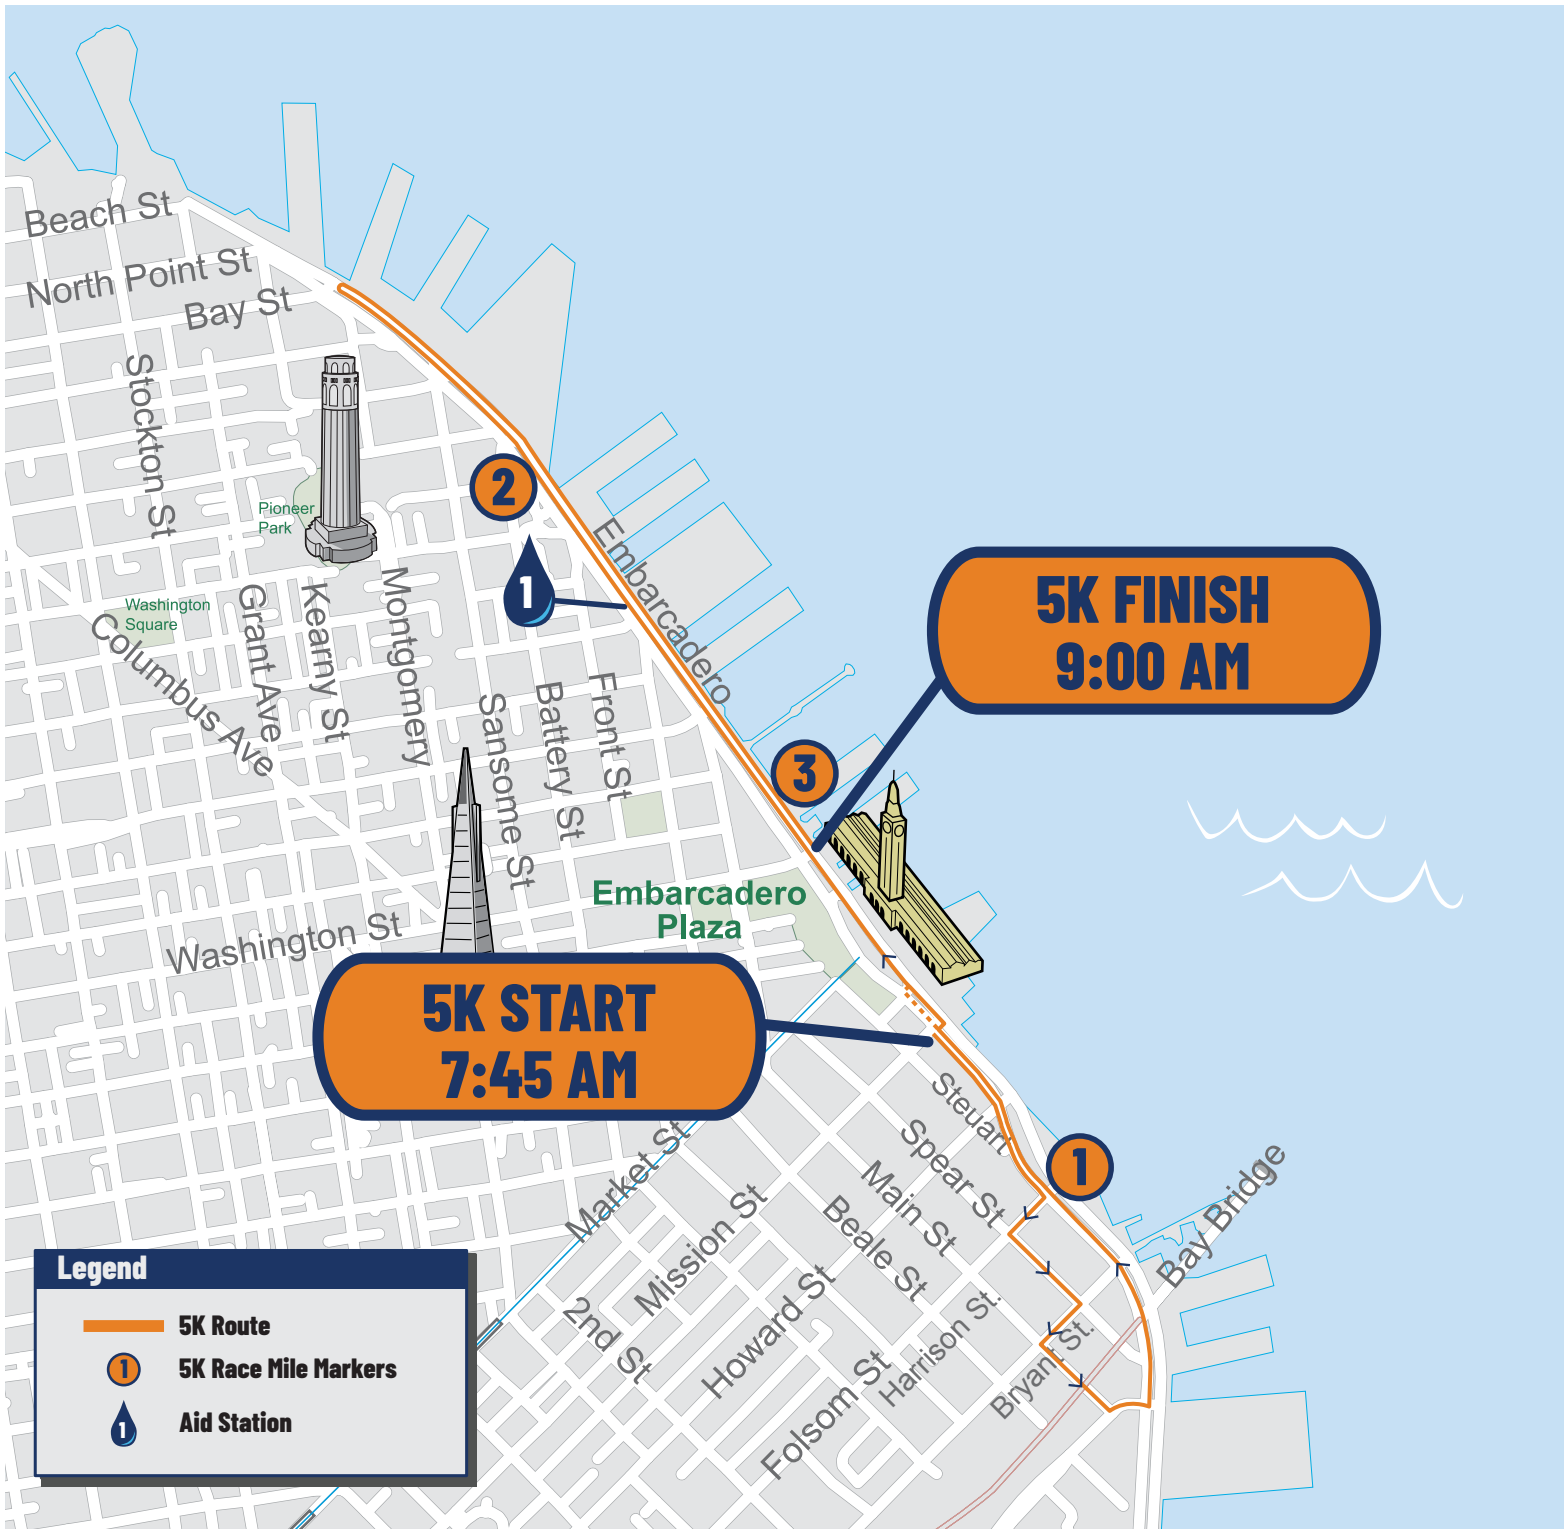 Beach St
North Point St
Bay St
Stockton St
Pioneer
Park
Washington
Square
Columbus Ave
Grant Ave
Kearny St
Montgomery
Sansome St
Battery St
Front St
Embarcadero
2
1
5K FINISH
9:00 AM
3
Embarcadero
Plaza
Washington St
5K START
7:45 AM
Steuart
Spear St
Main St
Beale St
1
Market St
Mission St
2nd St
Howard St
Folsom St
Harrison St.
Bryant St.
Bay Bridge
Legend
5K Route
1
5K Race Mile Markers
1
Aid Station